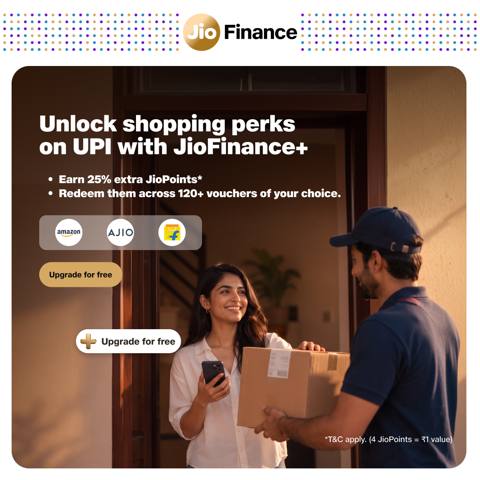 Jio Finance
Unlock shopping perks
on UPI with JioFinance+
• Earn 25% extra JioPoints*
• Redeem them across 120+ vouchers of your choice.
amazon AJIO
Upgrade for free
Upgrade for free
*T&C apply. (4 JioPoints = ₹1 value)